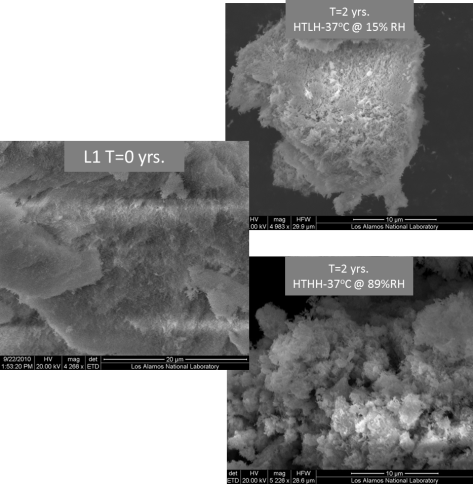 T=2 yrs.
HTLH-37°C @ 15% RH
HV mag HFW 10 µm
.00 kV 4 983 x 29.9 µm Los Alamos National Laboratory
L1 T=0 yrs.
9/22/2010 HV mag det 20 µm
1:53:20 PM 20.00 kV 4 268 x ETD Los Alamos National Laboratory
T=2 yrs.
HTHH-37°C @ 89%RH
det HV mag HFW 10 µm
ETD 20.00 kV 5 226 x 28.6 µm Los Alamos National Laboratory